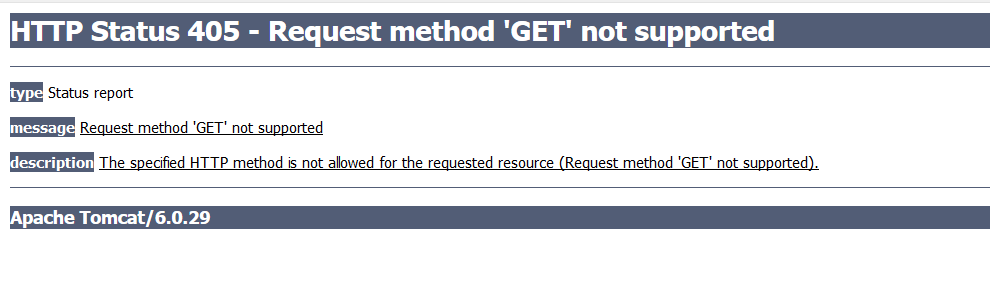 HTTP Status 405 - Request method 'GET' not supported
type Status report
message Request method 'GET' not supported
description The specified HTTP method is not allowed for the requested resource (Request method 'GET' not supported).
Apache Tomcat/6.0.29